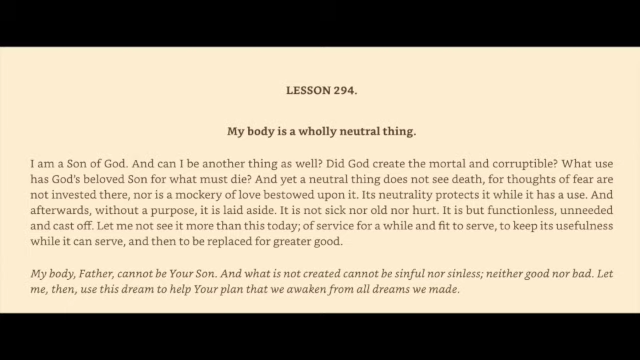 LESSON 294.
My body is a wholly neutral thing.
I am a Son of God. And can I be another thing as well? Did God create the mortal and corruptible? What use
has God's beloved Son for what must die? And yet a neutral thing does not see death, for thoughts of fear are
not invested there, nor is a mockery of love bestowed upon it. Its neutrality protects it while it has a use. And
afterwards, without a purpose, it is laid aside. It is not sick nor old nor hurt. It is but functionless, unneeded
and cast off. Let me not see it more than this today; of service for a while and fit to serve, to keep its usefulness
while it can serve, and then to be replaced for greater good.
My body, Father, cannot be Your Son. And what is not created cannot be sinful nor sinless; neither good nor bad. Let
me, then, use this dream to help Your plan that we awaken from all dreams we made.